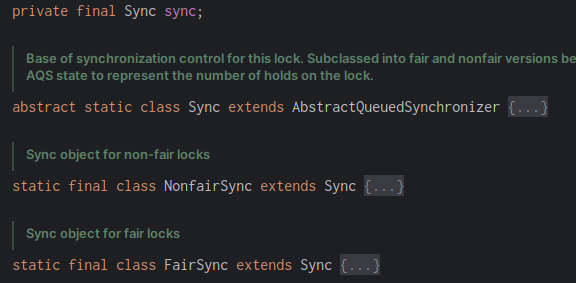 private final Sync sync;
Base of synchronization control for this lock. Subclassed into fair and nonfair versions be
AQS state to represent the number of holds on the lock.
abstract static class Sync extends AbstractQueuedSynchronizer {...}
Sync object for non-fair locks
static final class NonfairSync extends Sync {...}
Sync object for fair locks
static final class FairSync extends Sync {...}